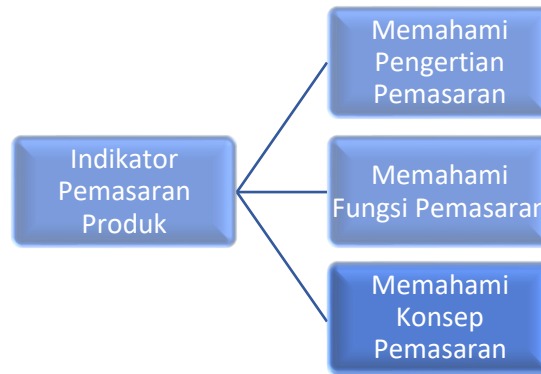 Indikator
Pemasaran
Produk
Memahami
Pengertian
Pemasaran
Memahami
Fungsi Pemasaran
Memahami
Konsep
Pemasaran